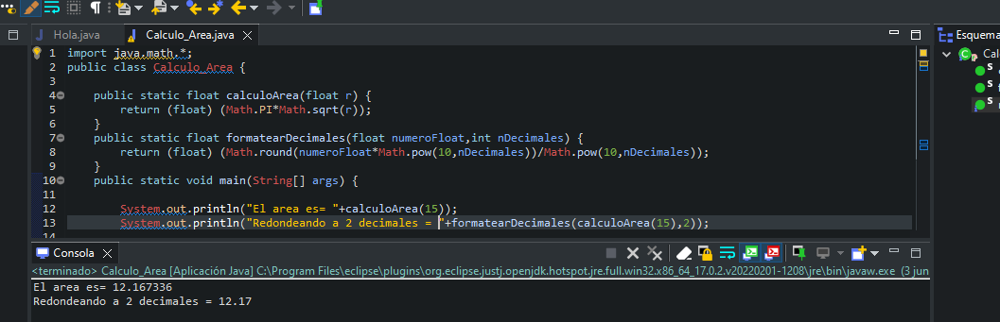 Hola.java
Calculo_Area.java
Esquema
1 import java.math.*;
2 public class Calculo_Area {
3
4 public static float calculoArea(float r) {
5 return (float) (Math.PI*Math.sqrt(r));
6 }
7 public static float formatearDecimales(float numeroFloat,int nDecimales) {
8 return (float) (Math.round(numeroFloat*Math.pow(10,nDecimales))/Math.pow(10,nDecimales));
9 }
10 public static void main(String[] args) {
11
12 System.out.println("El area es= "+calculoArea(15));
13 System.out.println("Redondeando a 2 decimales = "+formatearDecimales(calculoArea(15),2));
14
Cal
S
S
S
Consola
<terminado> Calculo_Area [Aplicación Java] C:\Program Files\eclipse\plugins\org.eclipse.justj.openjdk.hotspot.jre.full.win32.x86_64_17.0.2.v20220201-1208\jre\bin\javaw.exe (3 jun
El area es= 12.167336
Redondeando a 2 decimales = 12.17